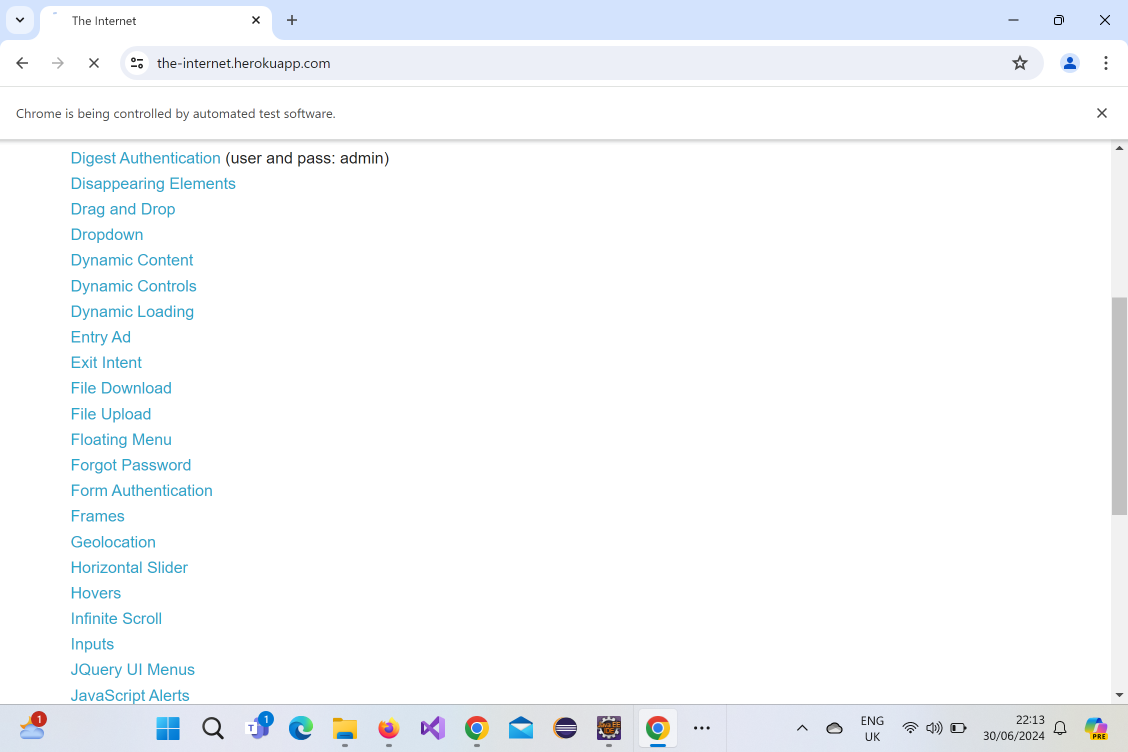 The Internet
the-internet.herokuapp.com
Chrome is being controlled by automated test software.
Digest Authentication (user and pass: admin)
Disappearing Elements
Drag and Drop
Dropdown
Dynamic Content
Dynamic Controls
Dynamic Loading
Entry Ad
Exit Intent
File Download
File Upload
Floating Menu
Forgot Password
Form Authentication
Frames
Geolocation
Horizontal Slider
Hovers
Infinite Scroll
Inputs
JQuery UI Menus
JavaScript Alerts
1
T
1
Java EE
IDE
ENG
UK
22:13
30/06/2024
PRE